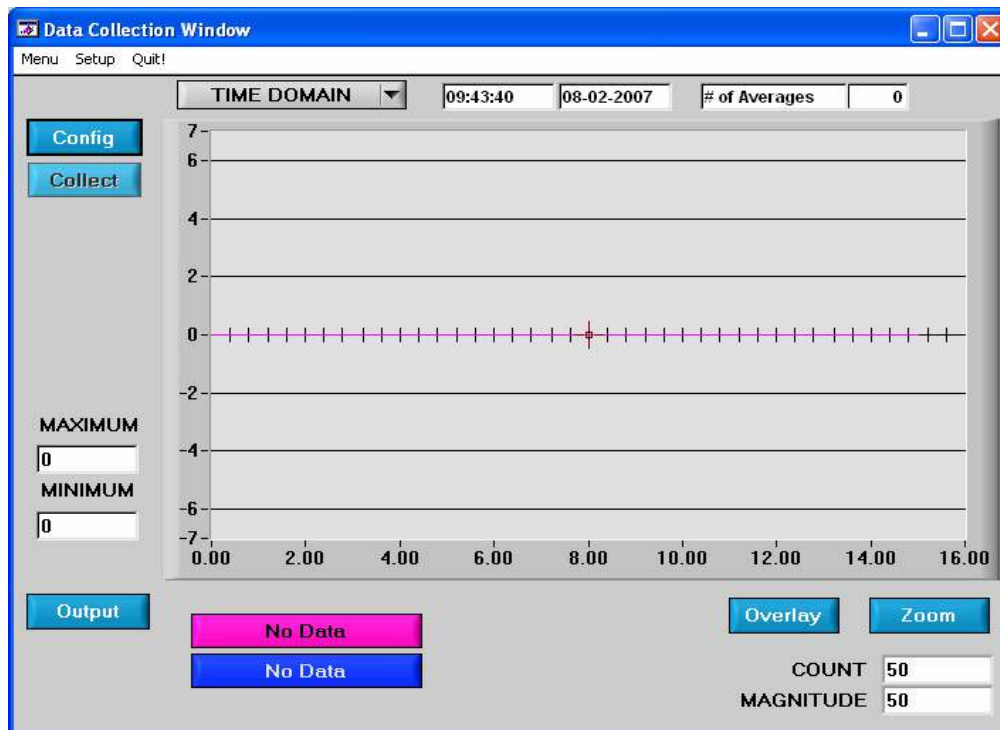 Data Collection Window
Menu Setup Quit!
TIME DOMAIN 09:43:40 08-02-2007 # of Averages 0
Config
Collect
7
6
4
2
0
-2
-4
-6
-7
0.00 2.00 4.00 6.00 8.00 10.00 12.00 14.00 16.00
MAXIMUM
0
MINIMUM
0
Output
No Data
No Data
Overlay Zoom
COUNT 50
MAGNITUDE 50